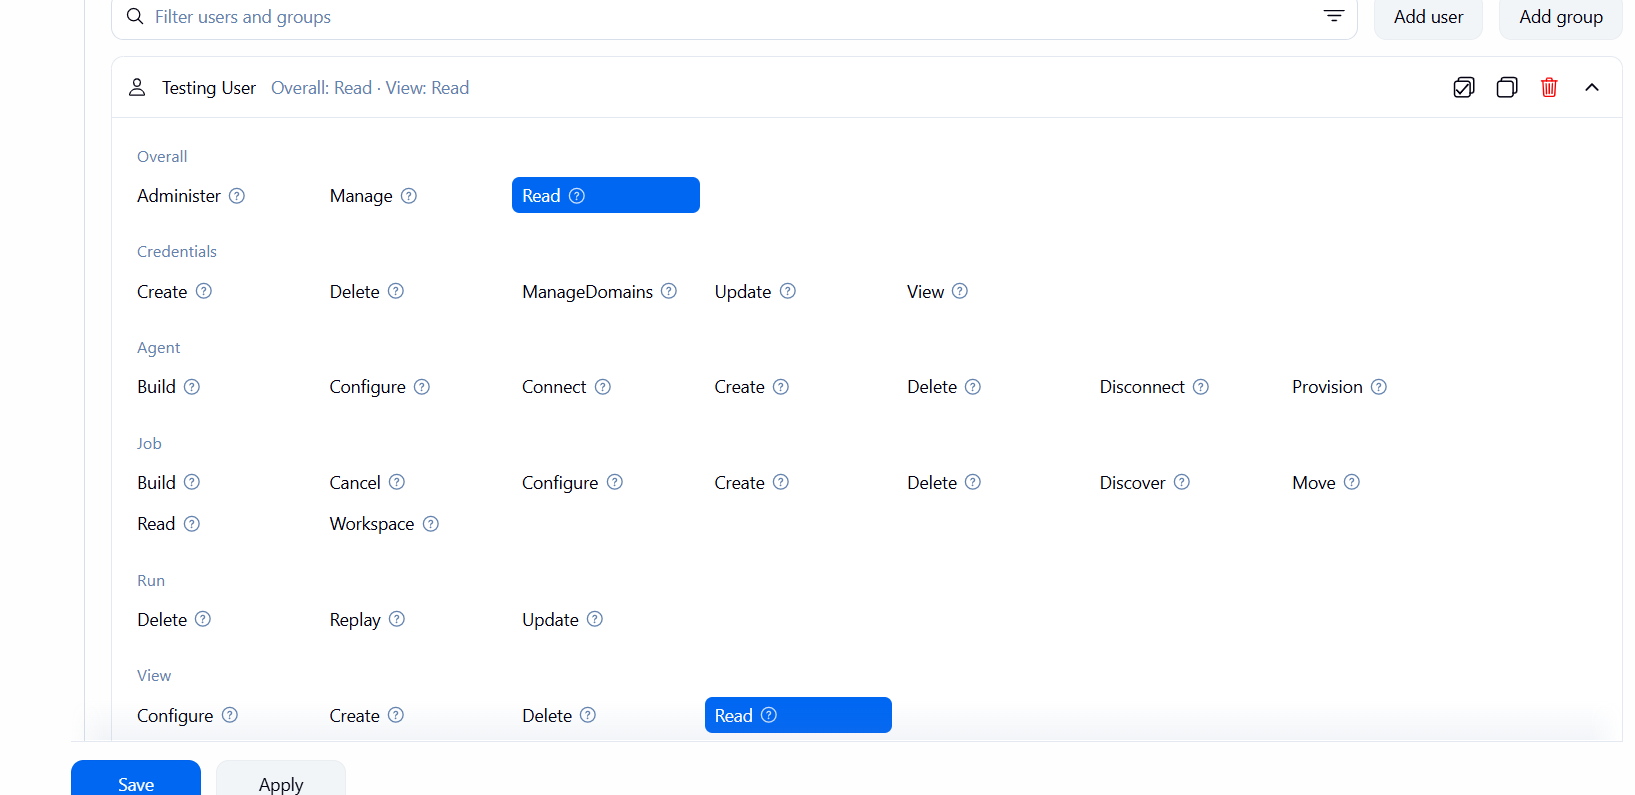 Filter users and groups Add user Add group
Testing User Overall: Read · View: Read
Overall
Administer Manage Read
Credentials
Create Delete ManageDomains Update View
Agent
Build Configure Connect Create Delete Disconnect Provision
Job
Build Cancel Configure Create Delete Discover Move
Read Workspace
Run
Delete Replay Update
View
Configure Create Delete Read
Save Apply